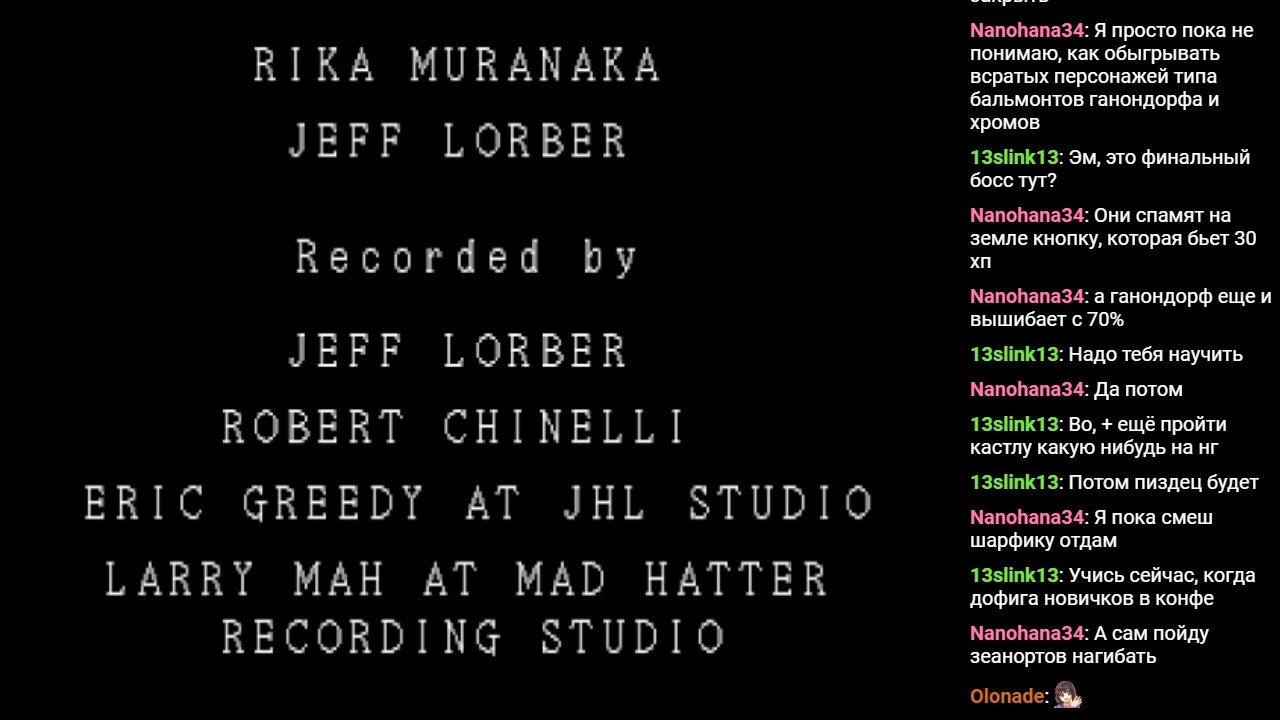 RIKA MURANAKA
JEFF LORBER
Recorded by
JEFF LORBER
ROBERT CHINELLI
ERIC GREEDY AT JHL STUDIO
LARRY MAH AT MAD HATTER
RECORDING STUDIO
закрыть
Nanohana34: Я просто пока не
понимаю, как обыгрывать
всратых персонажей типа
бальмонтов ганондорфа и
хромов
13slink13: Эм, это финальный
босс тут?
Nanohana34: Они спамят на
земле кнопку, которая бьет 30
хп
Nanohana34: а ганондорф еще и
вышибает с 70%
13slink13: Надо тебя научить
Nanohana34: Да потом
13slink13: Во, + ещё пройти
кастлу какую нибудь на нг
13slink13: Потом пиздец будет
Nanohana34: Я пока смеш
шарфику отдам
13slink13: Учись сейчас, когда
дофига новичков в конфе
Nanohana34: А сам пойду
зеанортов нагибать
Olonade: